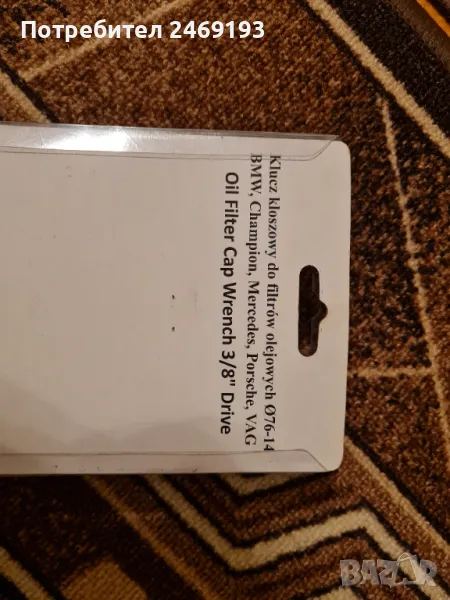 Потребител 2469193
Klucz kloszowy do filtrów olejowych Ø76-14
BMW, Champion, Mercedes, Porsche, VAG
Oil Filter Cap Wrench 3/8" Drive
BAZAR